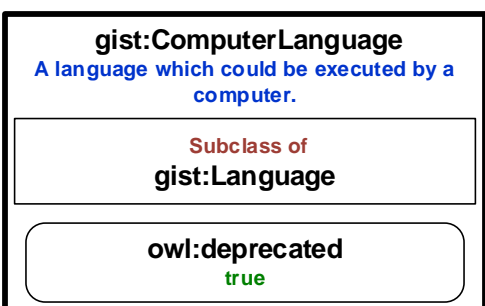 gist:ComputerLanguage
A language which could be executed by a
computer.
Subclass of
gist:Language
owl:deprecated
true